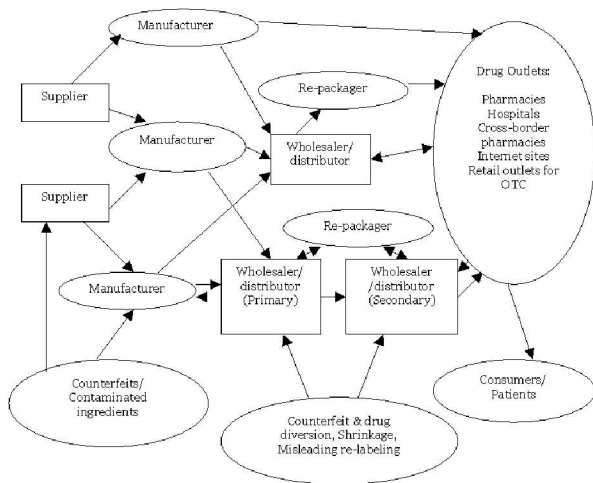 Manufacturer
Drug Outlets:
Supplier
Re-packager
Pharmacies
Hospitals
Cross-border
pharmacies
Internet sites
Retail outlets for
OTC
Manufacturer
Wholesaler/
distributor
Supplier
Re-packager
Manufacturer
Wholesaler/
distributor
(Primary)
Wholesaler
/distributor
(Secondary)
Counterfeits/
Contaminated
ingredients
Counterfeit & drug
diversion, Shrinkage,
Misleading re-labeling
Consumers/
Patients